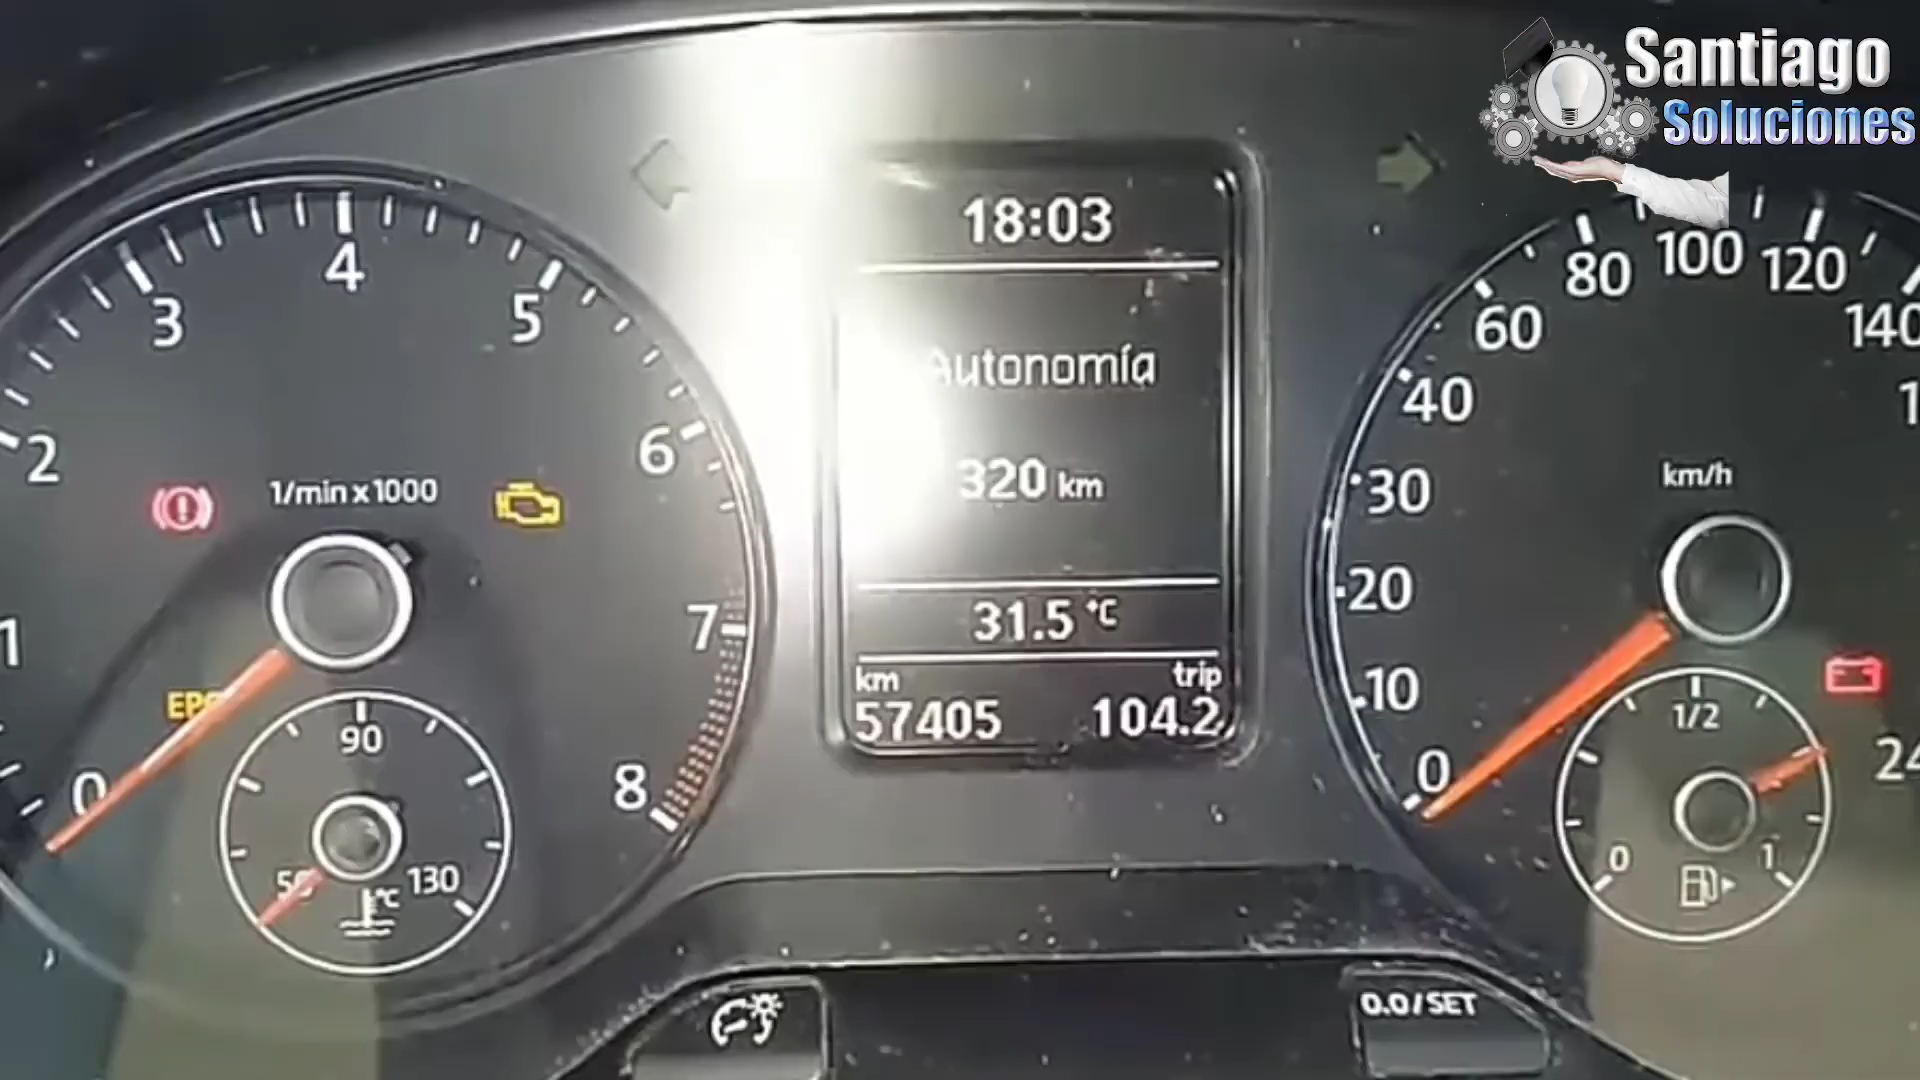 Santiago
Soluciones
18:03
Autonomía
320 km
31.5 °C
km trip
57405 104.2
1/min x 1000
0
1
2
3
4
5
6
7
8
EPC
50
90
130
°C
km/h
0
10
20
30
40
60
80
100
120
140
0
1/2
1
0.0/SET